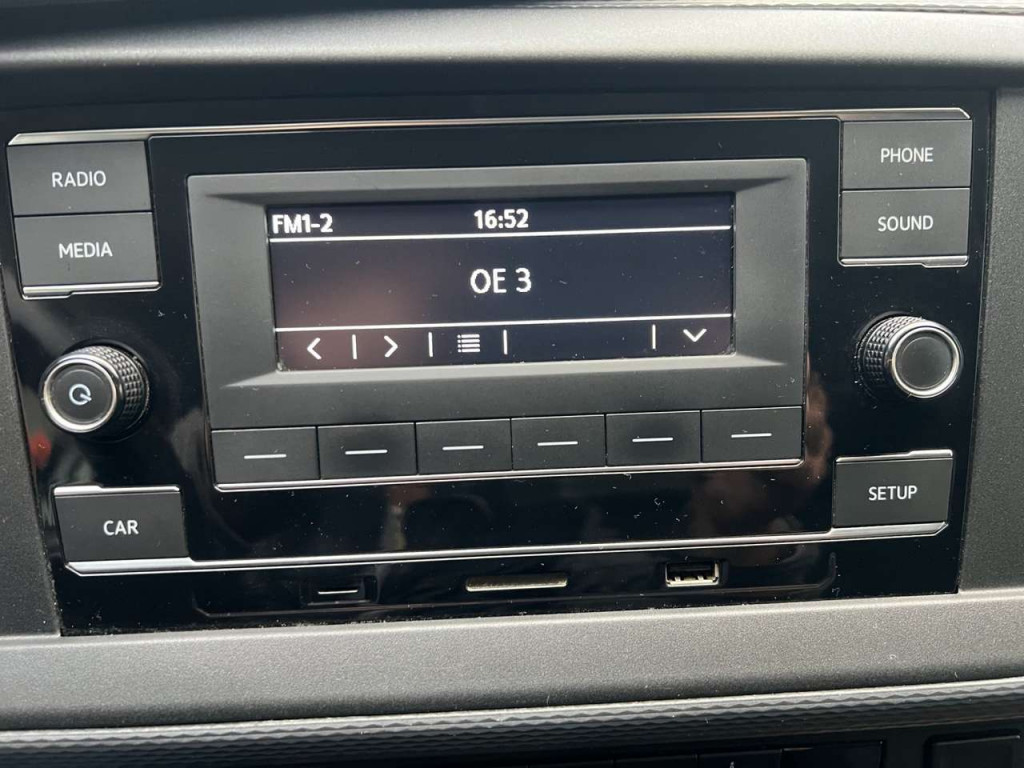 RADIO
MEDIA
FM1-2 16:52
OE 3
PHONE
SOUND
CAR
SETUP